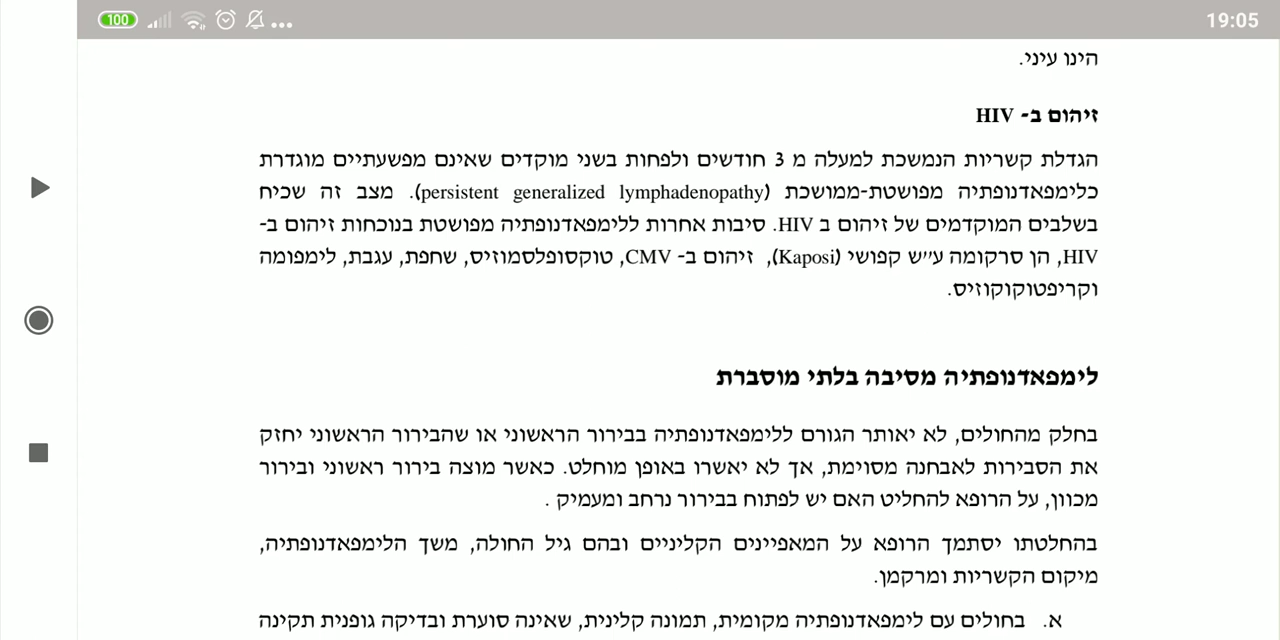 100
19:05
הינו עיני.
זיהום ב- HIV
הגדלת קשריות הנמשכת למעלה מ 3 חודשים ולפחות בשני מוקדים שאינם מפשעתיים מוגדרת
כלימפאדנופתיה מפושטת-ממושכת (persistent generalized lymphadenopathy). מצב זה שכיח
בשלבים המוקדמים של זיהום ב HIV. סיבות אחרות ללימפאדנופתיה מפושטת בנוכחות זיהום ב-
HIV, הן סרקומה ע״ש קפושי (Kaposi), זיהום ב- CMV, טוקסופלסמוזיס, שחפת, עגבת, לימפומה
וקריפטוקוקוזיס.
לימפאדנופתיה מסיבה בלתי מוסברת
בחלק מהחולים, לא יאותר הגורם ללימפאדנופתיה בבירור הראשוני או שהבירור הראשוני יחזק
את הסבירות לאבחנה מסוימת, אך לא יאשרו באופן מוחלט. כאשר מוצה בירור ראשוני ובירור
מכוון, על הרופא להחליט האם יש לפתוח בבירור נרחב ומעמיק .
בהחלטתו יסתמך הרופא על המאפיינים הקליניים ובהם גיל החולה, משך הלימפאדנופתיה,
מיקום הקשריות ומרקמן.
א. בחולים עם לימפאדנופתיה מקומית, תמונה קלינית, שאינה סוערת ובדיקה גופנית תקינה